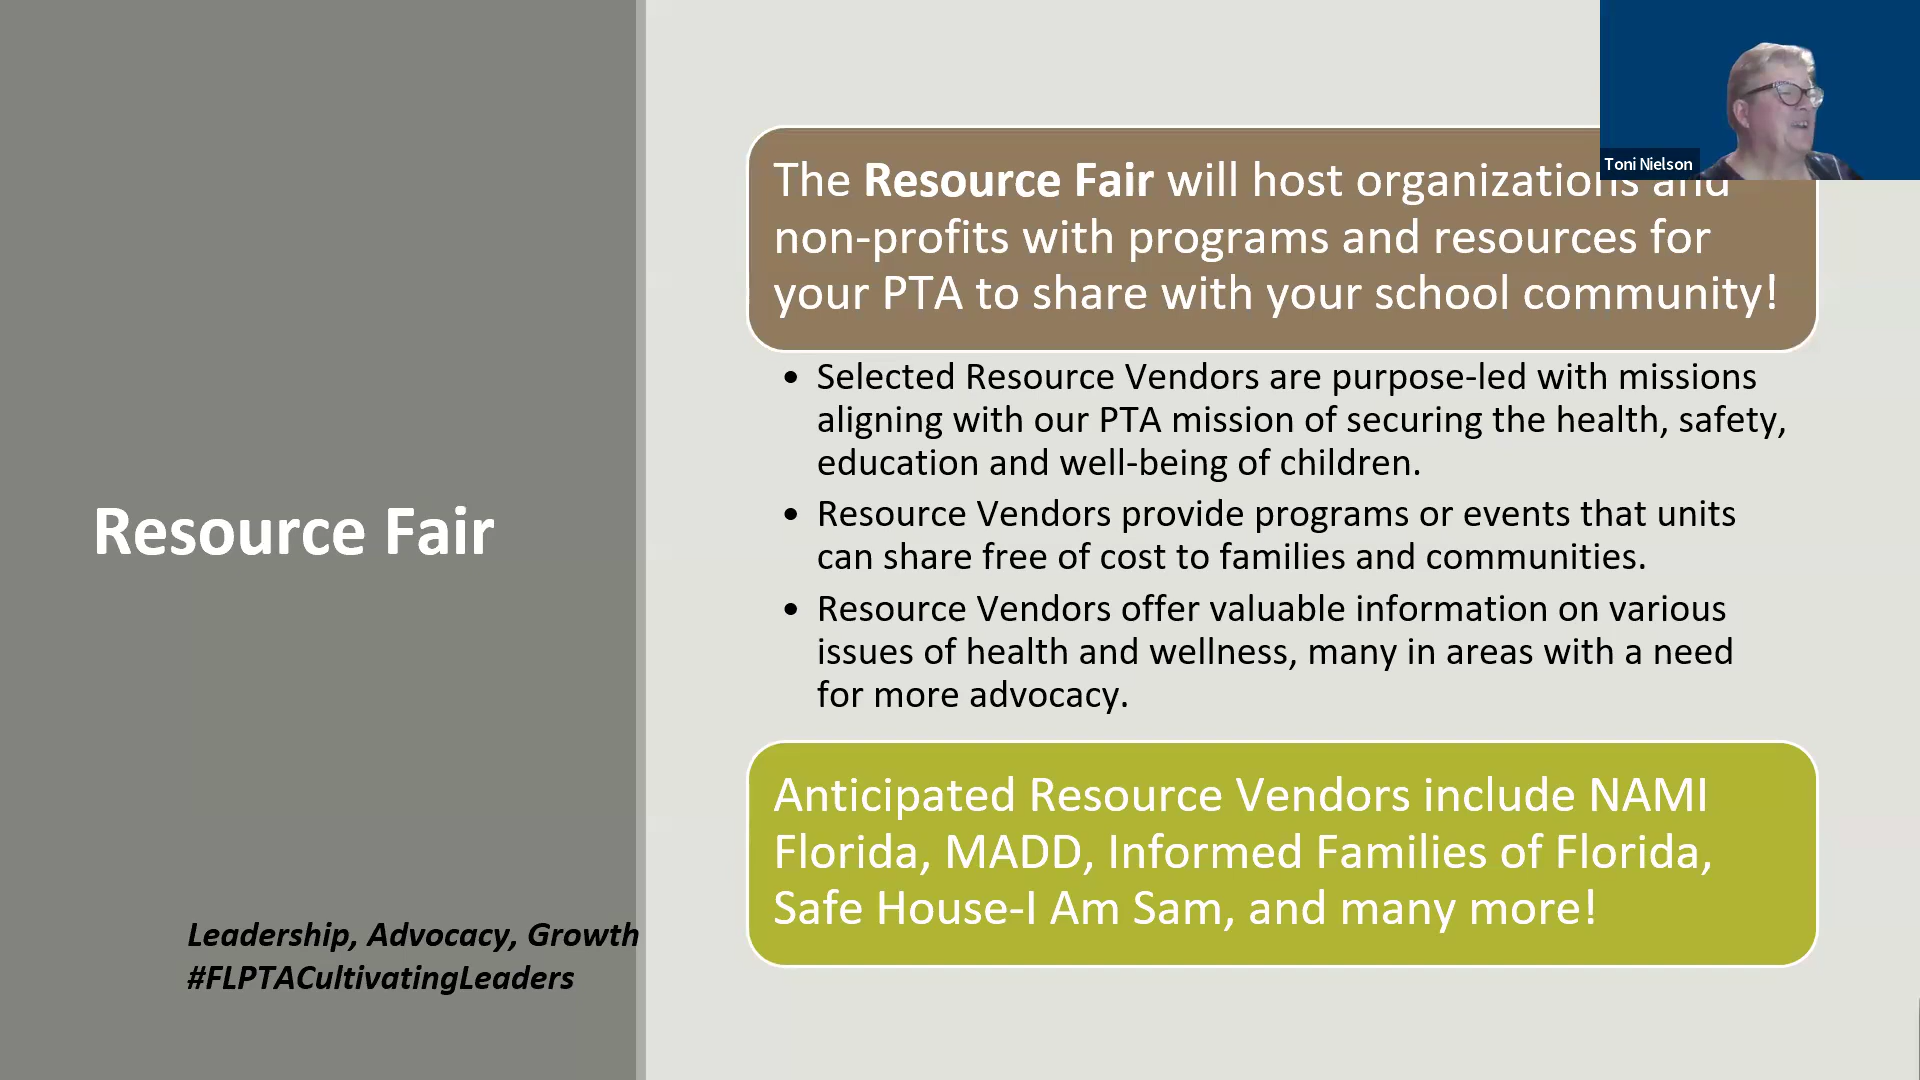 Toni Nielson
The Resource Fair will host organizations and
non-profits with programs and resources for
your PTA to share with your school community!
• Selected Resource Vendors are purpose-led with missions
aligning with our PTA mission of securing the health, safety,
education and well-being of children.
• Resource Vendors provide programs or events that units
can share free of cost to families and communities.
• Resource Vendors offer valuable information on various
issues of health and wellness, many in areas with a need
for more advocacy.
Resource Fair
Anticipated Resource Vendors include NAMI
Florida, MADD, Informed Families of Florida,
Safe House-I Am Sam, and many more!
Leadership, Advocacy, Growth
#FLPTACultivatingLeaders